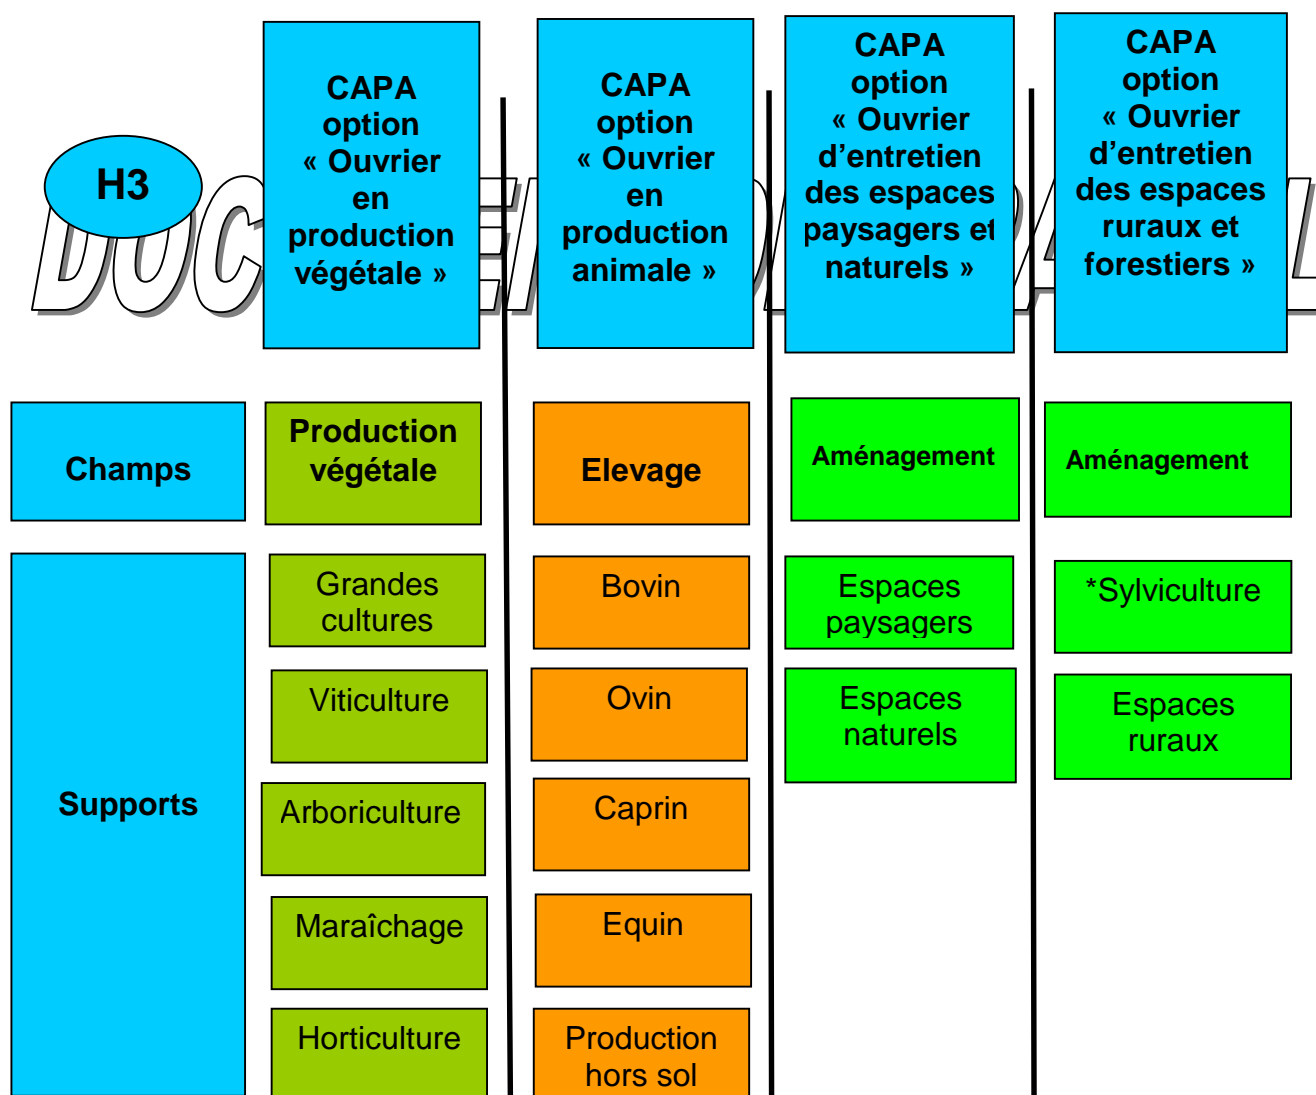 H3
CAPA
option
« Ouvrier
en
production
végétale »
CAPA
option
« Ouvrier
en
production
animale »
CAPA
option
« Ouvrier
d'entretien
des espaces
paysagers et
naturels »
CAPA
option
« Ouvrier
d'entretien
des espaces
ruraux et
forestiers »
Champs
Production
végétale
Elevage
Aménagement
Aménagement
Supports
Grandes
cultures
Bovin
Espaces
paysagers
*Sylviculture
Viticulture
Ovin
Espaces
naturels
Espaces
ruraux
Arboriculture
Caprin
Maraîchage
Equin
Horticulture
Production
hors sol